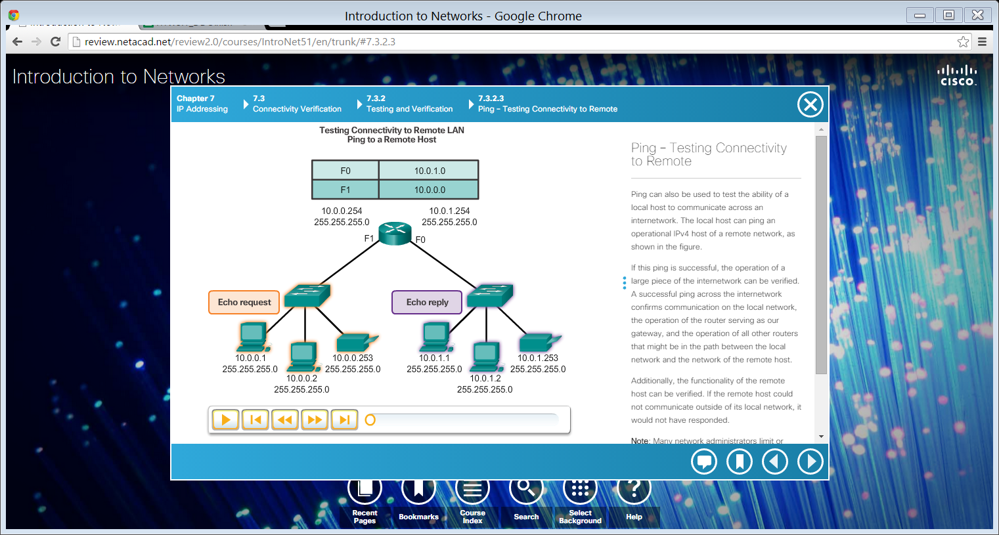 Introduction to Networks - Google Chrome
review.netacad.net/review2.0/courses/IntroNet51/en/trunk/#7.3.2.3
Introduction to Networks
CISCO
Chapter 7
IP Addressing
7.3
Connectivity Verification
7.3.2
Testing and Verification
7.3.2.3
Ping – Testing Connectivity to Remote
Testing Connectivity to Remote LAN
Ping to a Remote Host
F0 10.0.1.0
F1 10.0.0.0
10.0.0.254 10.0.1.254
255.255.255.0 255.255.255.0
F1 F0
Echo request Echo reply
10.0.0.1
255.255.255.0
10.0.0.2
255.255.255.0
10.0.0.253
255.255.255.0
10.0.1.1
255.255.255.0
10.0.1.2
255.255.255.0
10.0.1.253
255.255.255.0
Ping – Testing Connectivity
to Remote
Ping can also be used to test the ability of a
local host to communicate across an
internetwork. The local host can ping an
operational IPv4 host of a remote network, as
shown in the figure.
If this ping is successful, the operation of a
large piece of the internetwork can be verified.
A successful ping across the internetwork
confirms communication on the local network,
the operation of the router serving as our
gateway, and the operation of all other routers
that might be in the path between the local
network and the network of the remote host.
Additionally, the functionality of the remote
host can be verified. If the remote host could
not communicate outside of its local network, it
would not have responded.
Note: Many network administrators limit or
Recent
Pages
Bookmarks
Course
Index
Search
Select
Background
Help